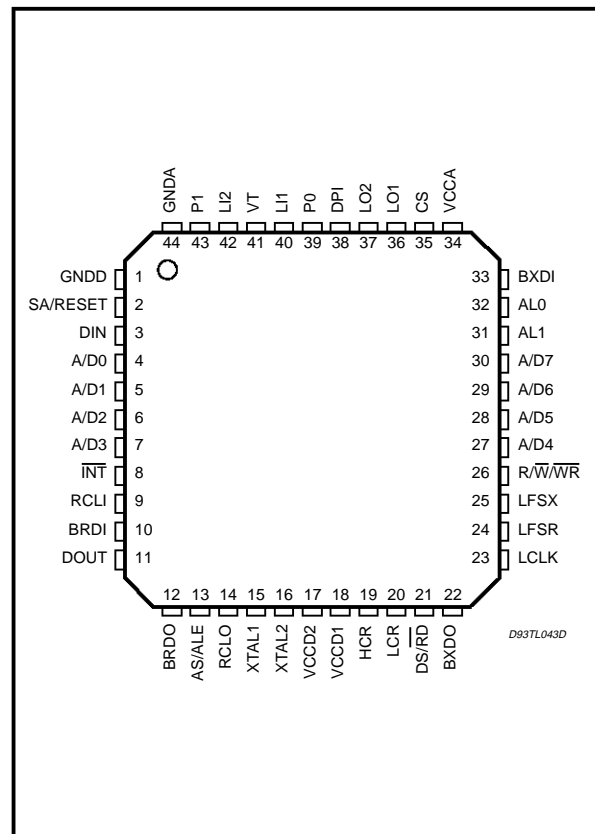 GNDA P1 LI2 VT LI1 P0 DPI LO2 LO1 CS VCCA
44 43 42 41 40 39 38 37 36 35 34
GNDD 1 33 BXDI
SA/RESET 2 32 AL0
DIN 3 31 AL1
A/D0 4 30 A/D7
A/D1 5 29 A/D6
A/D2 6 28 A/D5
A/D3 7 27 A/D4
I̅N̅T̅ 8 26 R/W̅/W̅R̅
RCLI 9 25 LFSX
BRDI 10 24 LFSR
DOUT 11 23 LCLK
12 13 14 15 16 17 18 19 20 21 22
BRDO AS/ALE RCLO XTAL1 XTAL2 VCCD2 VCCD1 HCR LCR D̅S̅/R̅D̅ BXDO
D93TL043D